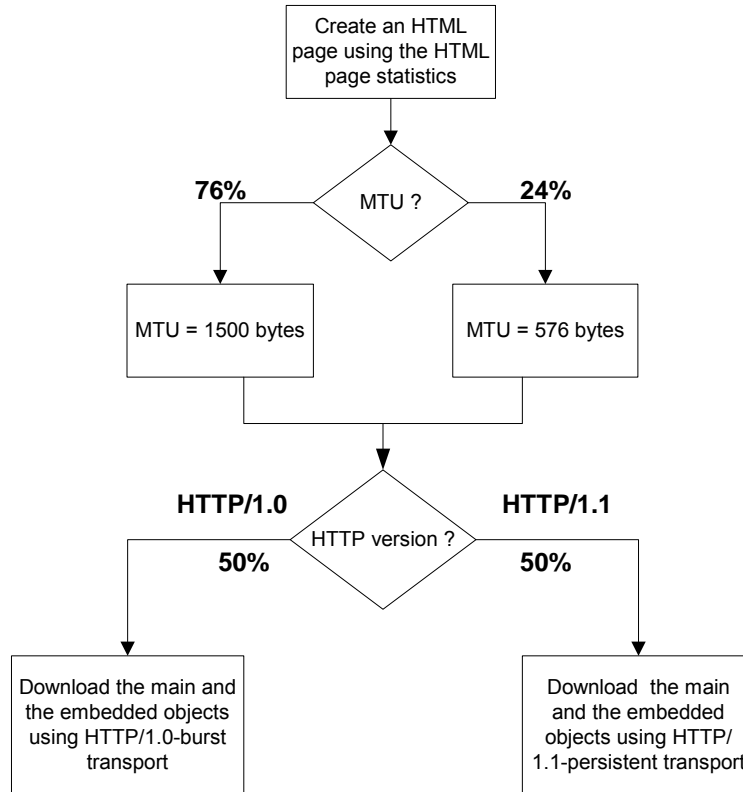 Create an HTML
page using the HTML
page statistics
76%
MTU ?
24%
MTU = 1500 bytes
MTU = 576 bytes
HTTP/1.0
HTTP/1.1
HTTP version ?
50%
50%
Download the main and
the embedded objects
using HTTP/1.0-burst
transport
Download the main
and the embedded
objects using HTTP/
1.1-persistent transport